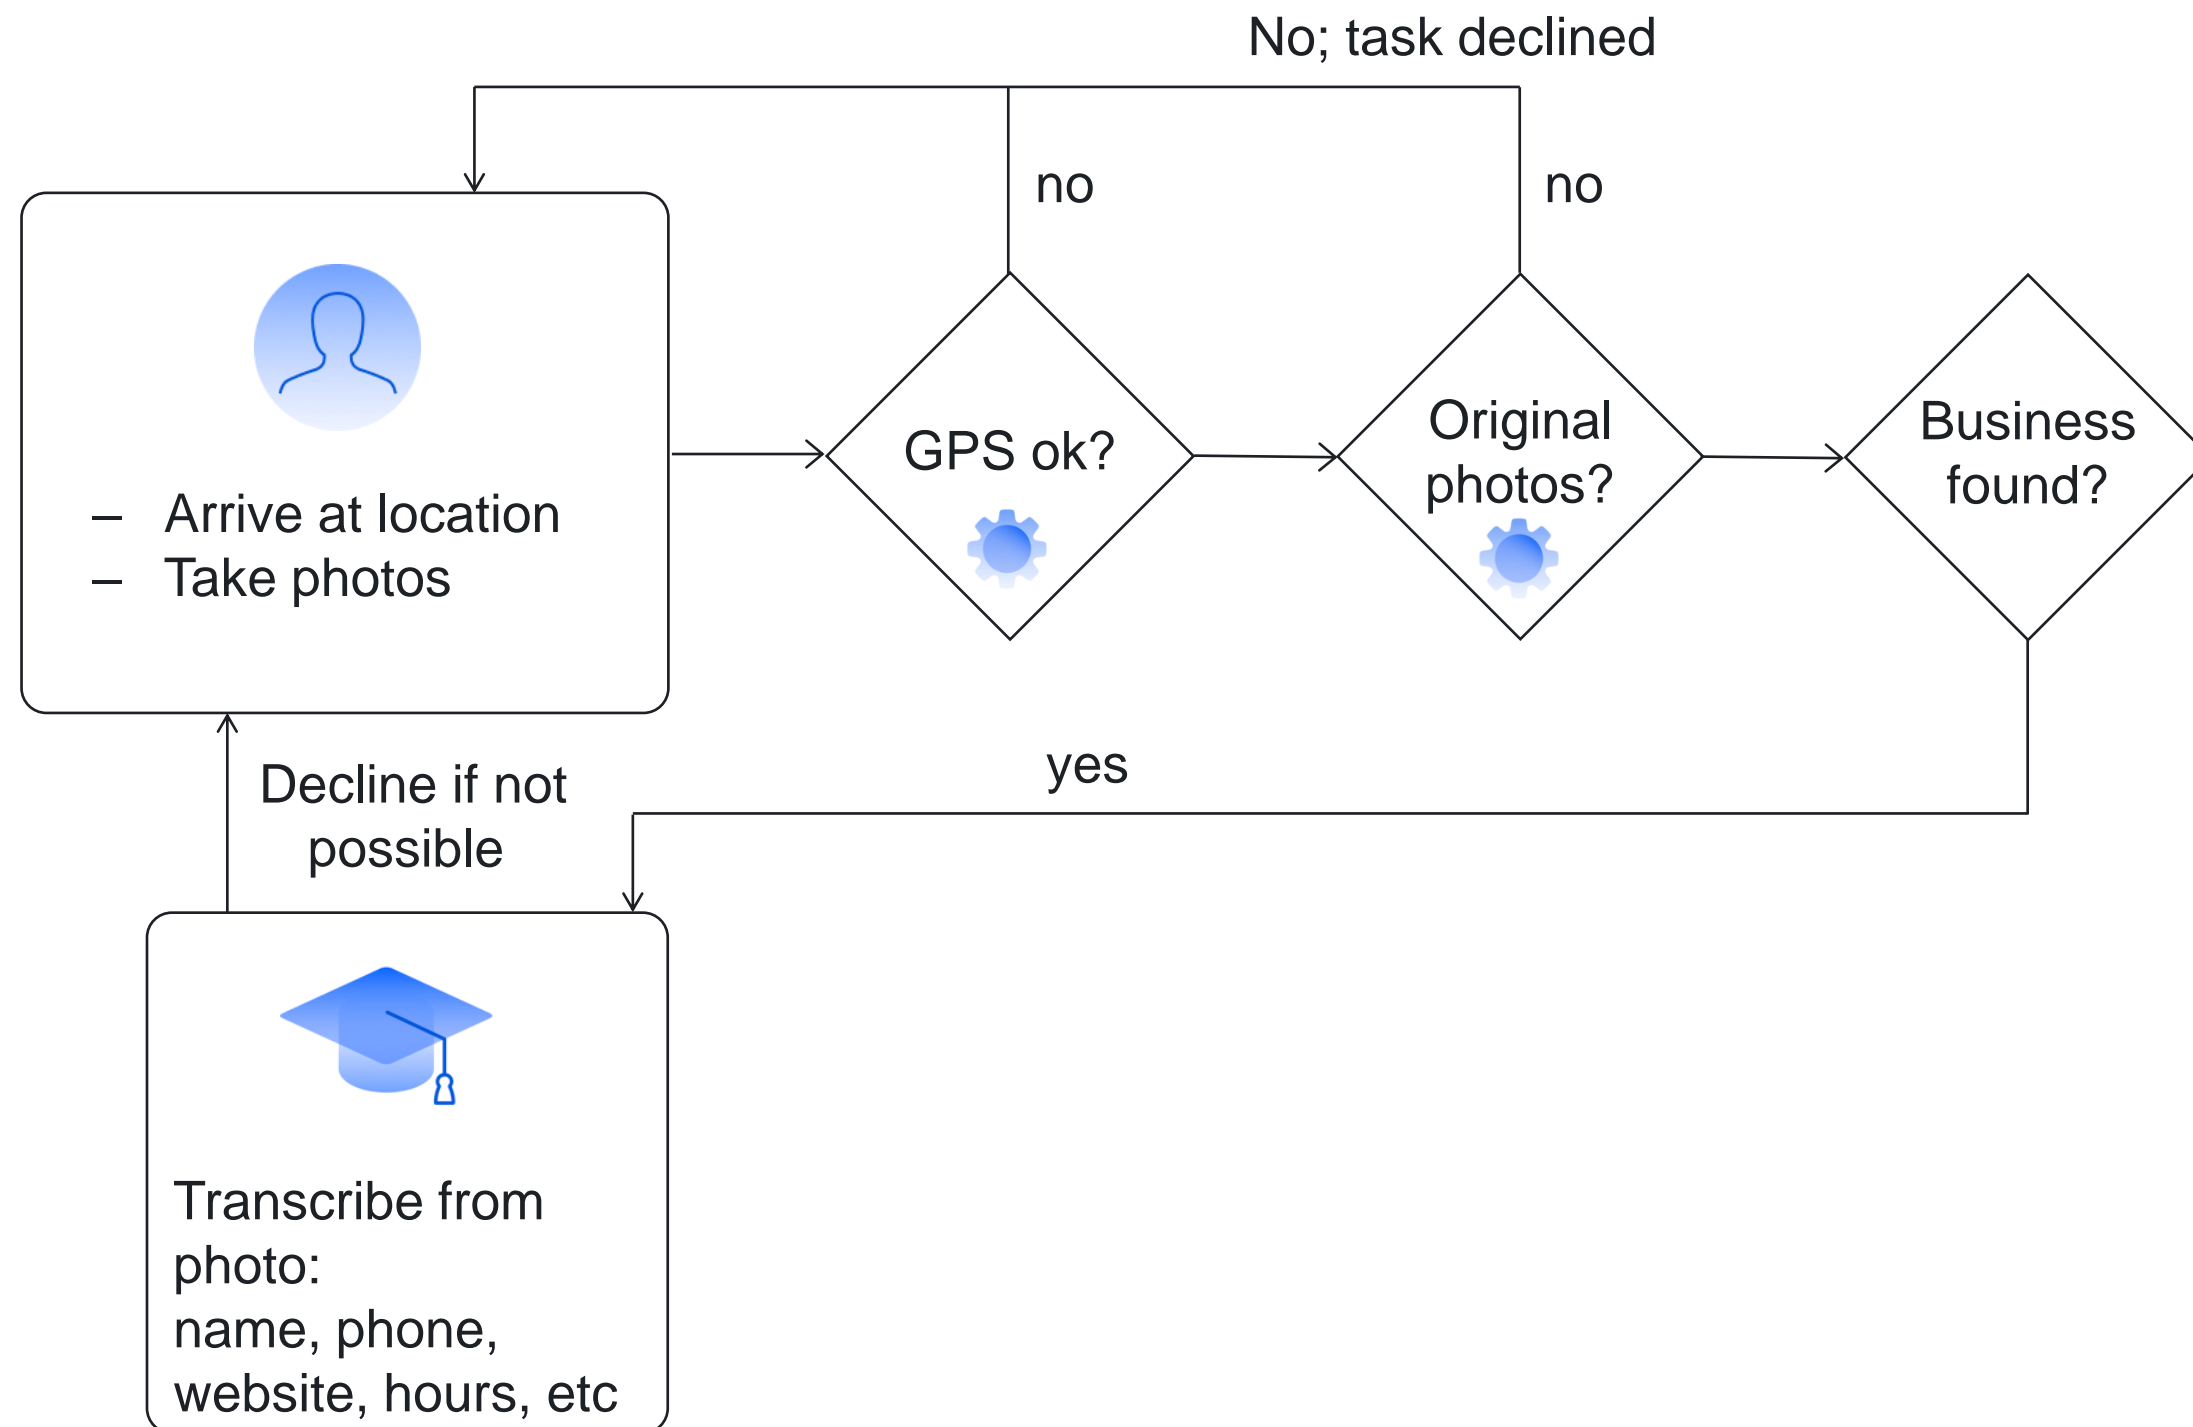 No; task declined
no
no
– Arrive at location
– Take photos
GPS ok?
Original
photos?
Business
found?
yes
Decline if not
possible
Transcribe from
photo:
name, phone,
website, hours, etc